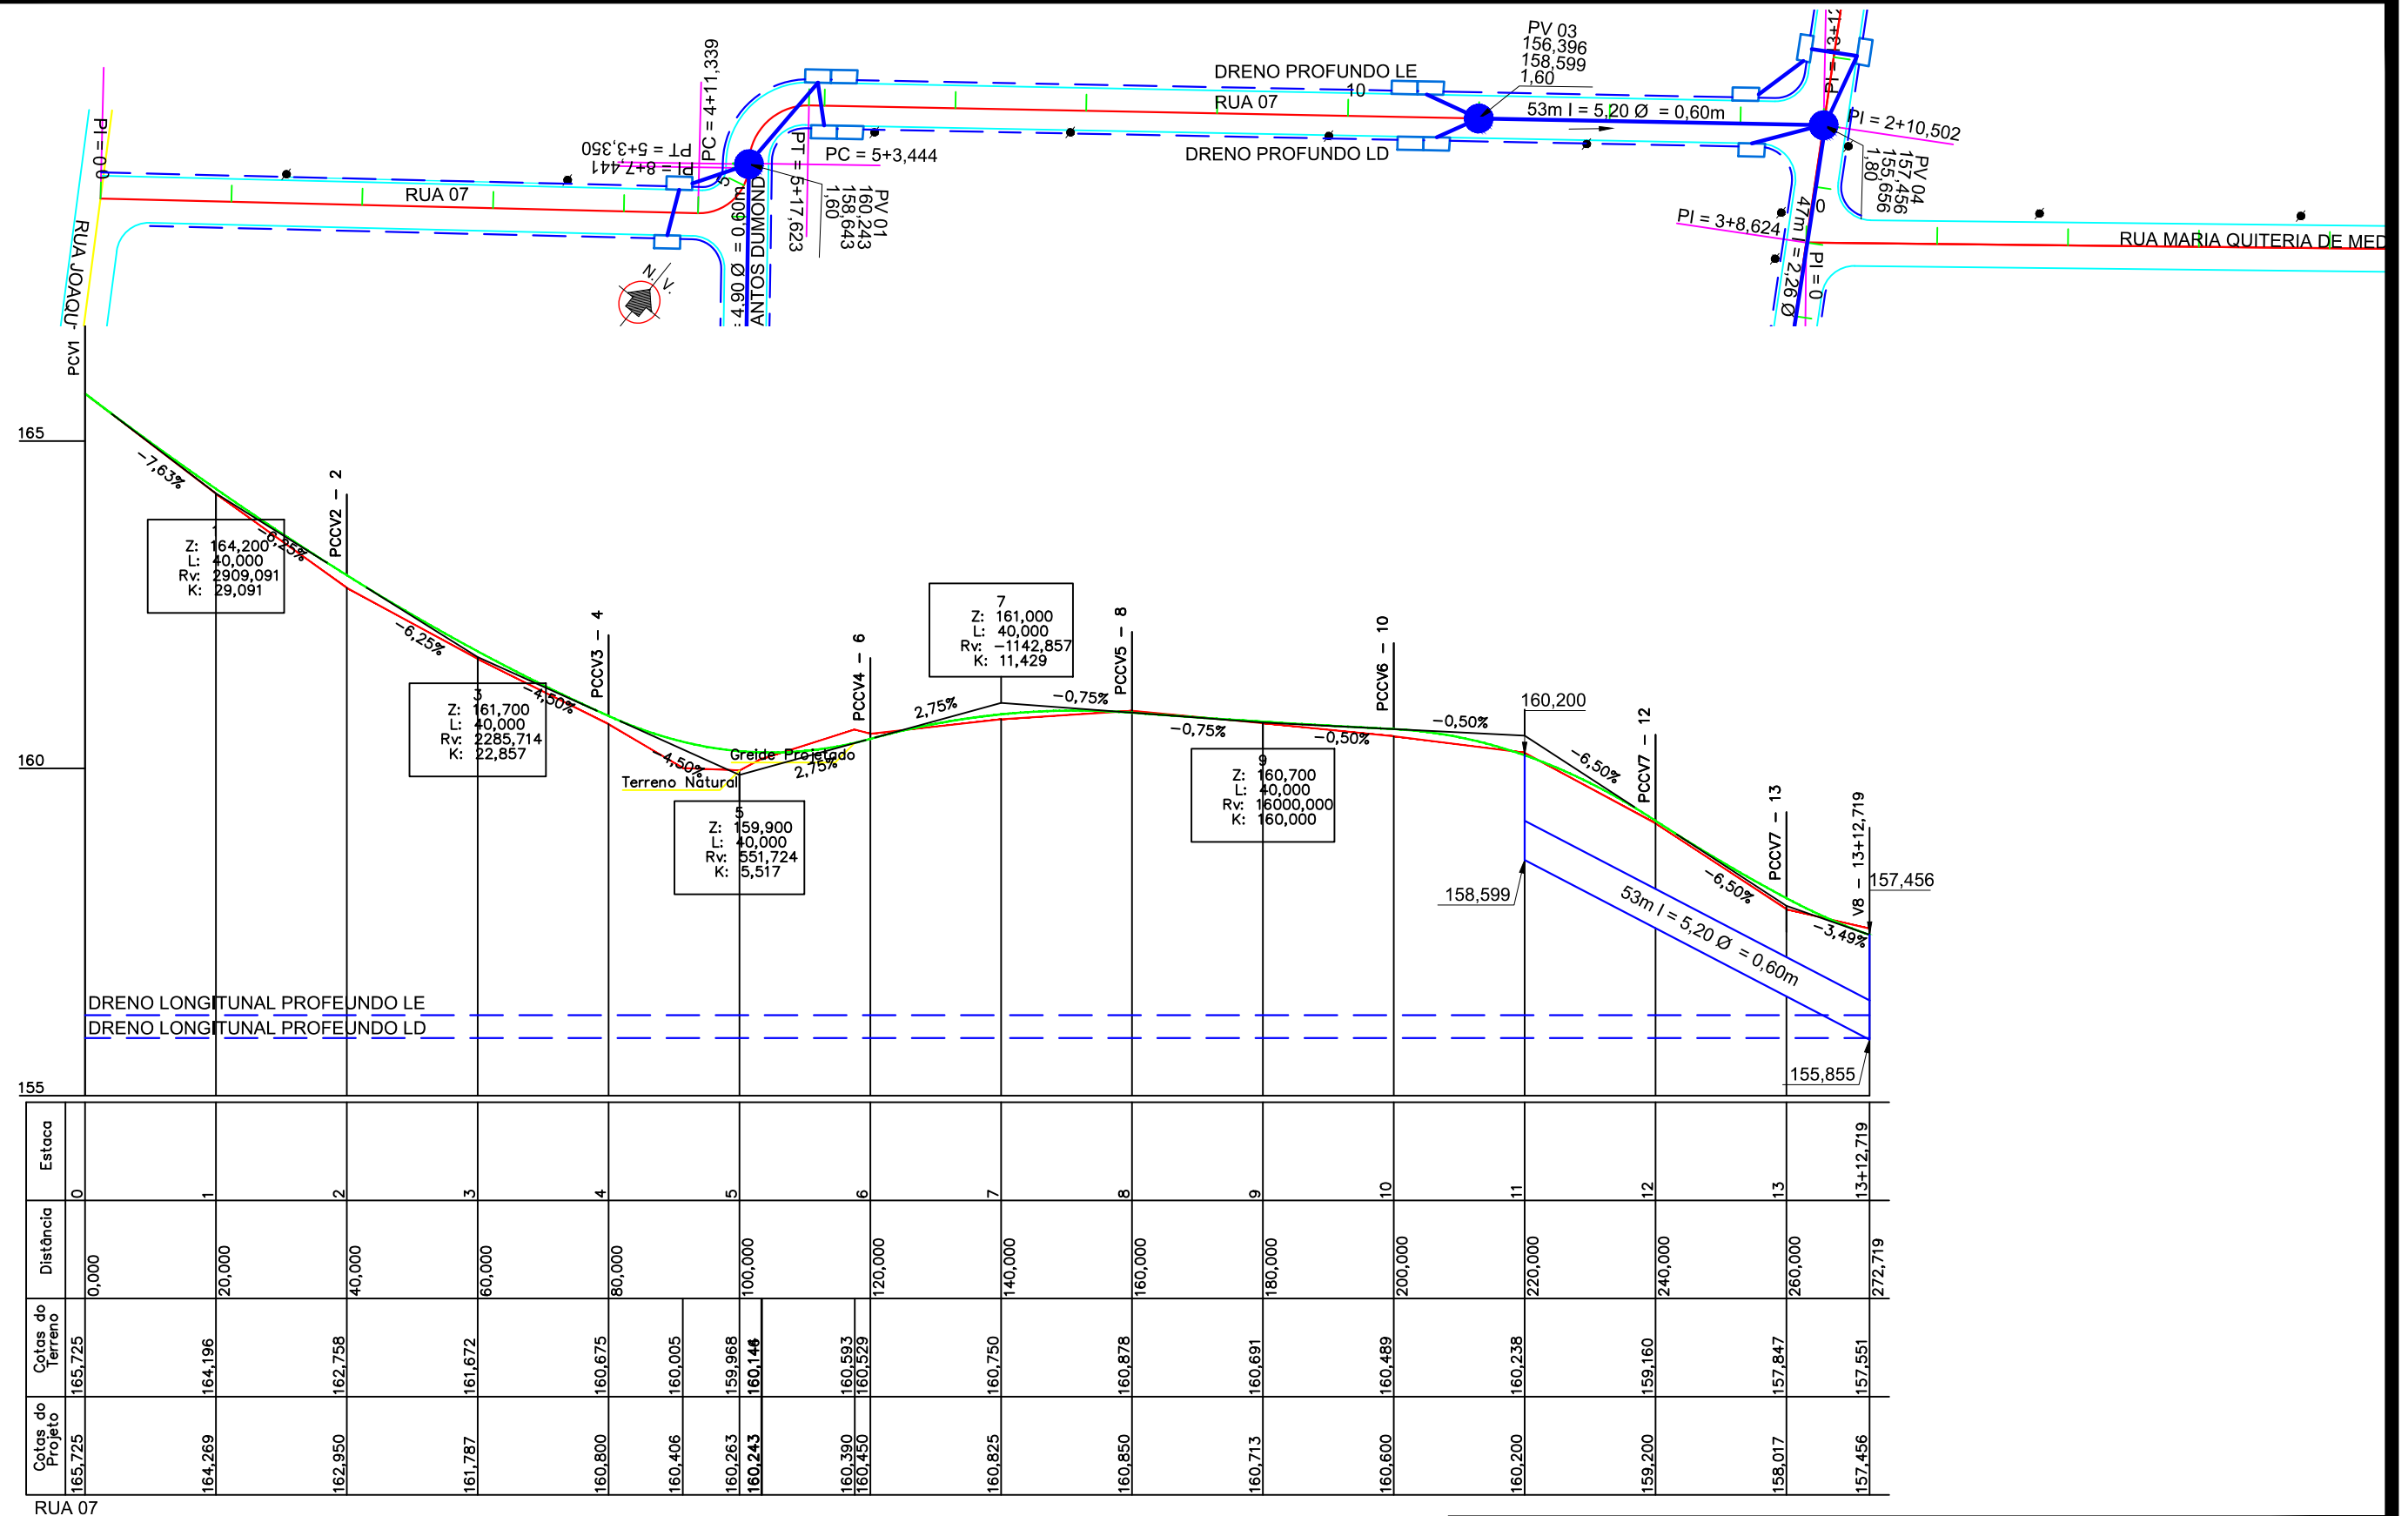 PI = 0
0
RUA JOAQU
RUA 07
PT = 5+3,350
PI = 8+7,441
PC = 4+11,339
5
PT = 5+17,623
PC = 5+3,444
PV 01
160,243
158,643
1,60
4,90 Ø = 0,60m
ANTOS DUMOND
N.
V.
DRENO PROFUNDO LE
10
RUA 07
DRENO PROFUNDO LD
PV 03
156,396
158,599
1,60
53m I = 5,20 Ø = 0,60m
PI = 3+12
PI = 2+10,502
PV 04
157,456
155,656
1,80
PI = 3+8,624
0
47m I = 2,26 Ø
PI = 0
RUA MARIA QUITERIA DE MED
PCV1
165
160
155
-7,63%
-6,25%
PCCV2 - 2
1
Z: 164,200
L: 40,000
Rv: 2909,091
K: 29,091
-6,25%
-4,50%
PCCV3 - 4
3
Z: 161,700
L: 40,000
Rv: 2285,714
K: 22,857
-4,50%
Terreno Natural
Greide Projetado
2,75%
5
Z: 159,900
L: 40,000
Rv: 551,724
K: 5,517
PCCV4 - 6
2,75%
7
Z: 161,000
L: 40,000
Rv: -1142,857
K: 11,429
-0,75%
PCCV5 - 8
-0,75%
-0,50%
9
Z: 160,700
L: 40,000
Rv: 16000,000
K: 160,000
PCCV6 - 10
-0,50%
160,200
-6,50%
PCCV7 - 12
158,599
53m I = 5,20 Ø = 0,60m
-6,50%
PCCV7 - 13
V8 - 13+12,719
157,456
-3,49%
155,855
DRENO LONGITUNAL PROFEUNDO LE
DRENO LONGITUNAL PROFEUNDO LD
Estaca
0 1 2 3 4 5 6 7 8 9 10 11 12 13 13+12,719
Distância
0,000 20,000 40,000 60,000 80,000 100,000 120,000 140,000 160,000 180,000 200,000 220,000 240,000 260,000 272,719
Cotas do
Terreno
165,725 164,196 162,758 161,672 160,675 160,005 159,968 160,593 160,529 160,750 160,878 160,691 160,489 160,238 159,160 157,847 157,551
Cotas do
Projeto
165,725 164,269 162,950 161,787 160,800 160,406 160,263 160,243 160,390 160,450 160,825 160,850 160,713 160,600 160,200 159,200 158,017 157,456
RUA 07